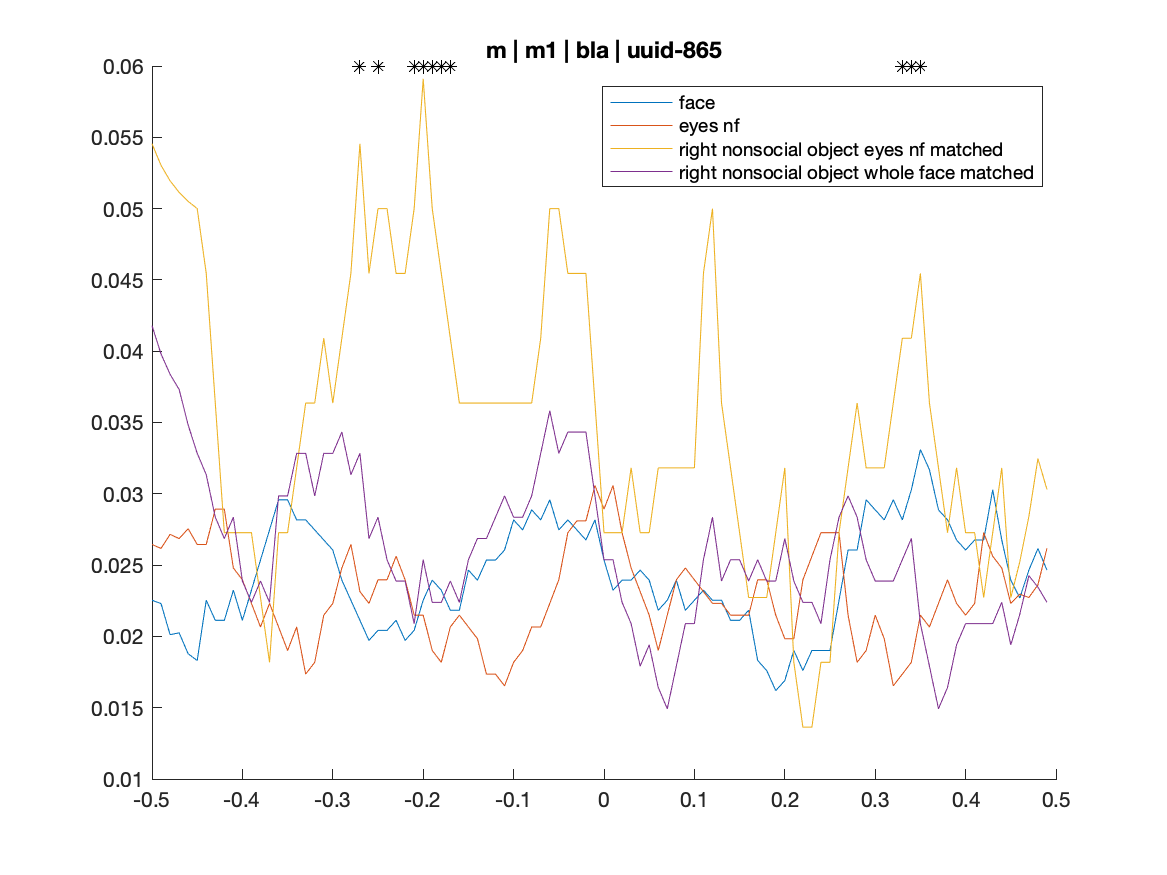 m | m1 | bla | uuid-865
0.06
0.055
0.05
0.045
0.04
0.035
0.03
0.025
0.02
0.015
0.01
face
eyes nf
right nonsocial object eyes nf matched
right nonsocial object whole face matched
-0.5 -0.4 -0.3 -0.2 -0.1 0 0.1 0.2 0.3 0.4 0.5